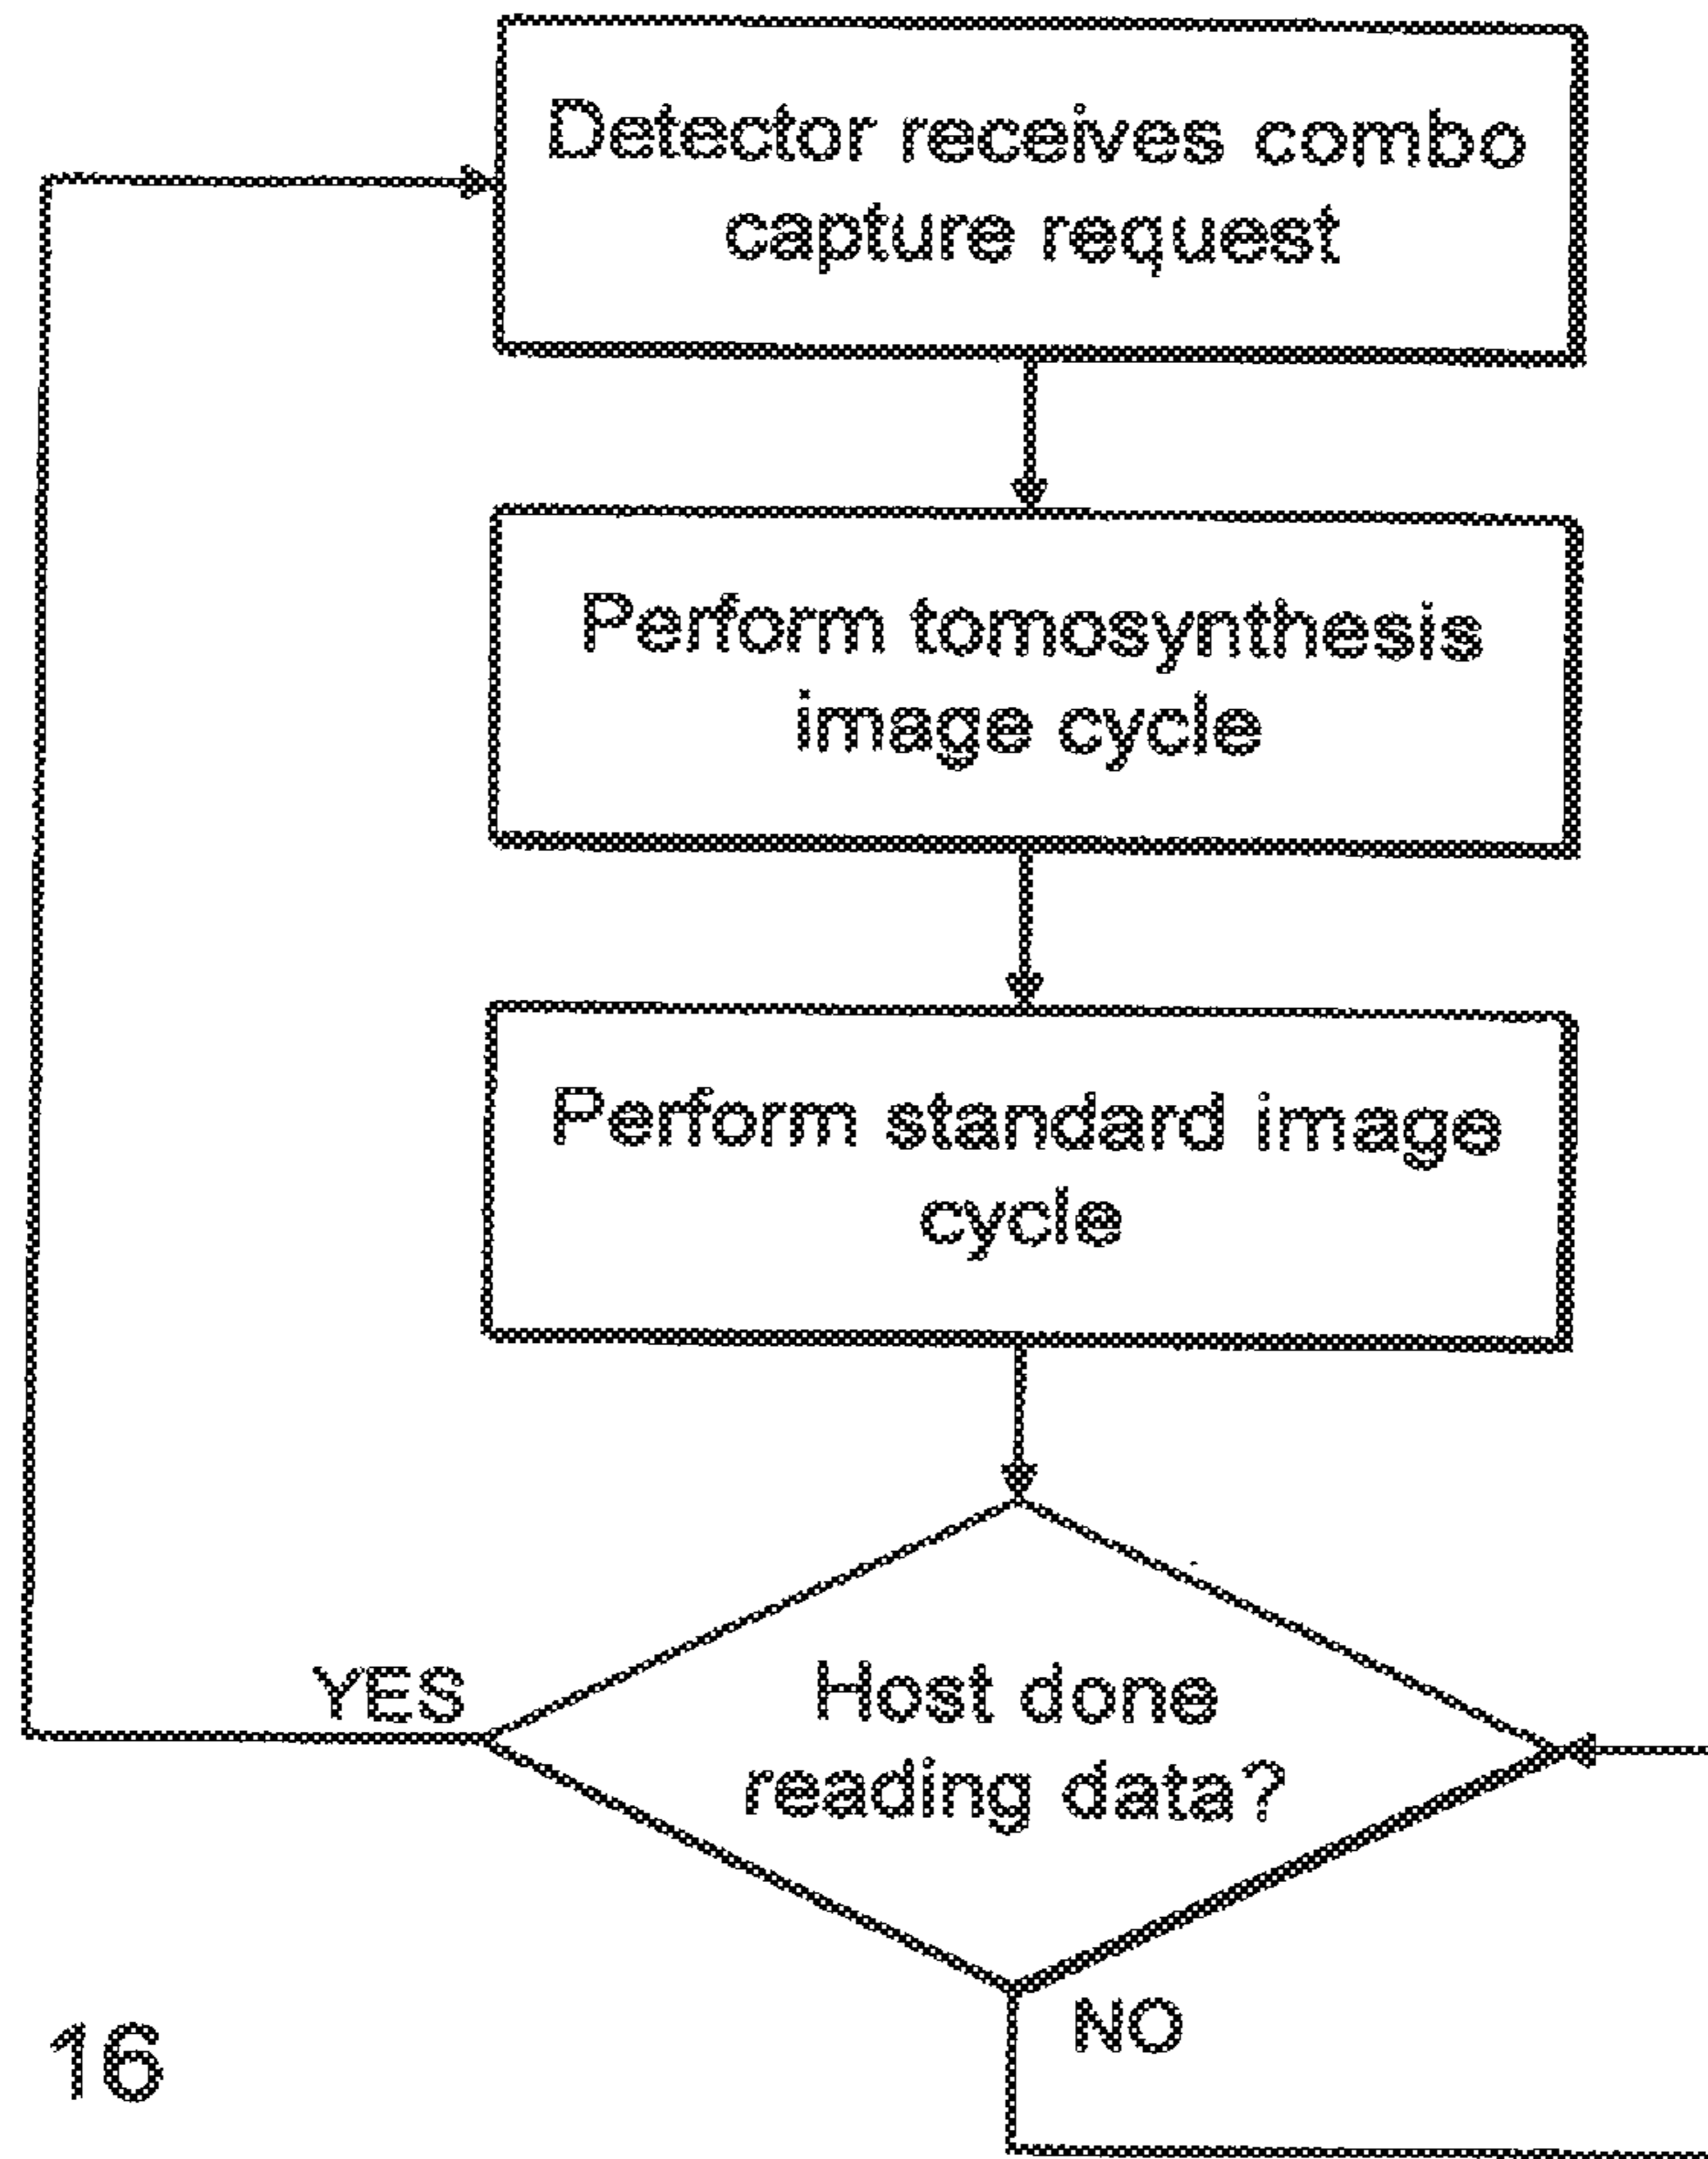 Detector receives combo
capture request
Perform tomosynthesis
image cycle
Perform standard image
cycle
YES
Host done
reading data?
NO
16